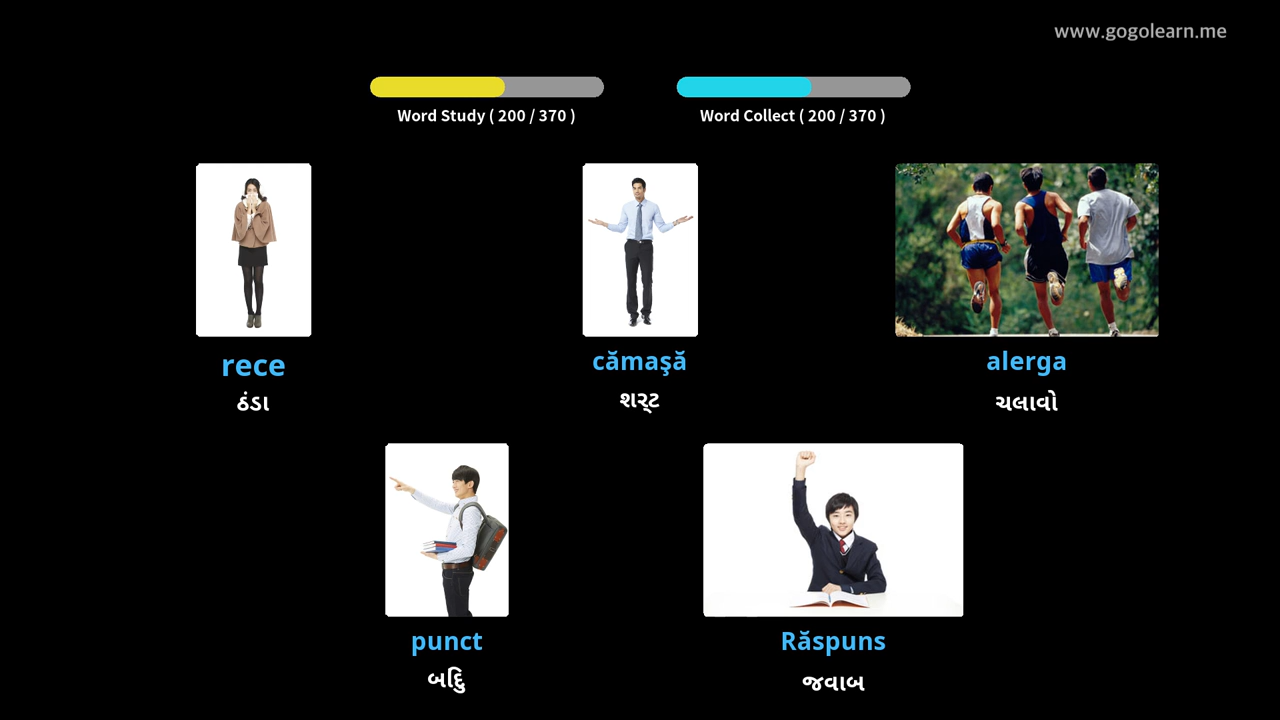 www.gogolearn.me
Word Study ( 200 / 370 )
Word Collect ( 200 / 370 )
rece
cămaşă
alerga
ઠંડા
શર્ટ
ચલાવો
punct
Răspuns
બિંદુ
જવાબ